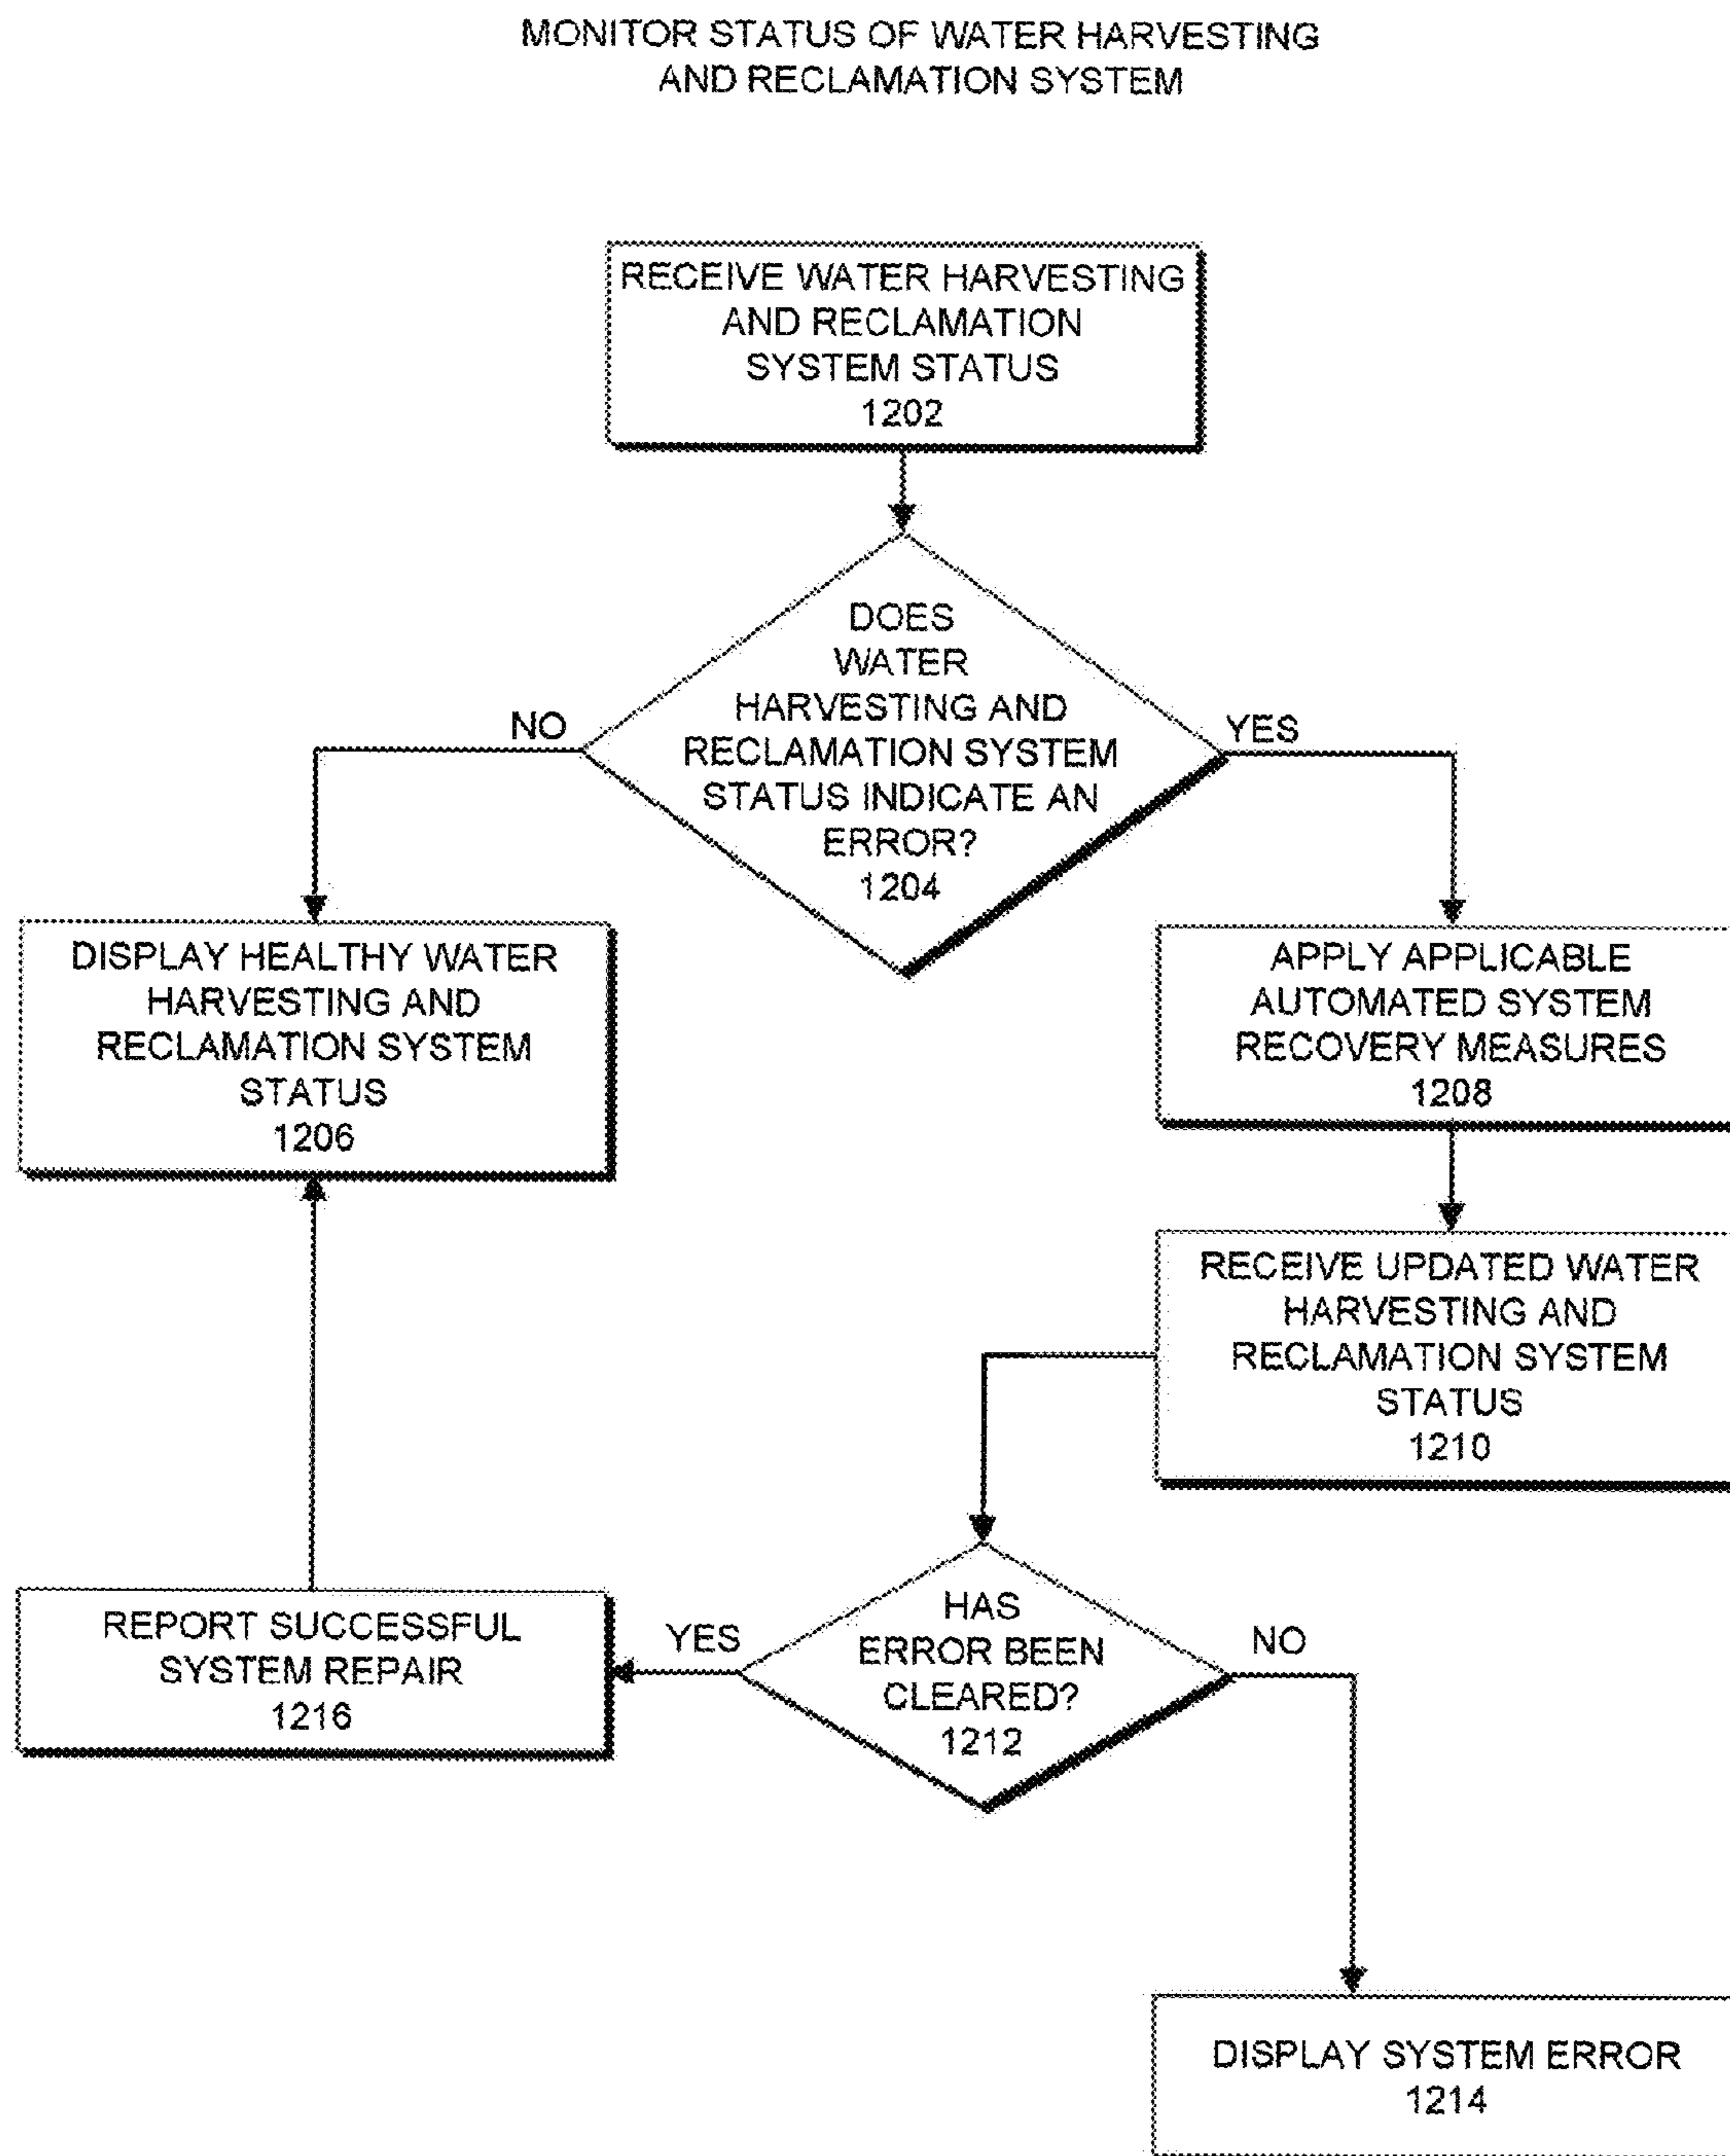 MONITOR STATUS OF WATER HARVESTING
AND RECLAMATION SYSTEM
RECEIVE WATER HARVESTING
AND RECLAMATION
SYSTEM STATUS
1202
DOES
WATER
HARVESTING AND
RECLAMATION SYSTEM
STATUS INDICATE AN
ERROR?
1204
NO
YES
DISPLAY HEALTHY WATER
HARVESTING AND
RECLAMATION SYSTEM
STATUS
1206
APPLY APPLICABLE
AUTOMATED SYSTEM
RECOVERY MEASURES
1208
RECEIVE UPDATED WATER
HARVESTING AND
RECLAMATION SYSTEM
STATUS
1210
HAS
ERROR BEEN
CLEARED?
1212
YES
NO
REPORT SUCCESSFUL
SYSTEM REPAIR
1216
DISPLAY SYSTEM ERROR
1214